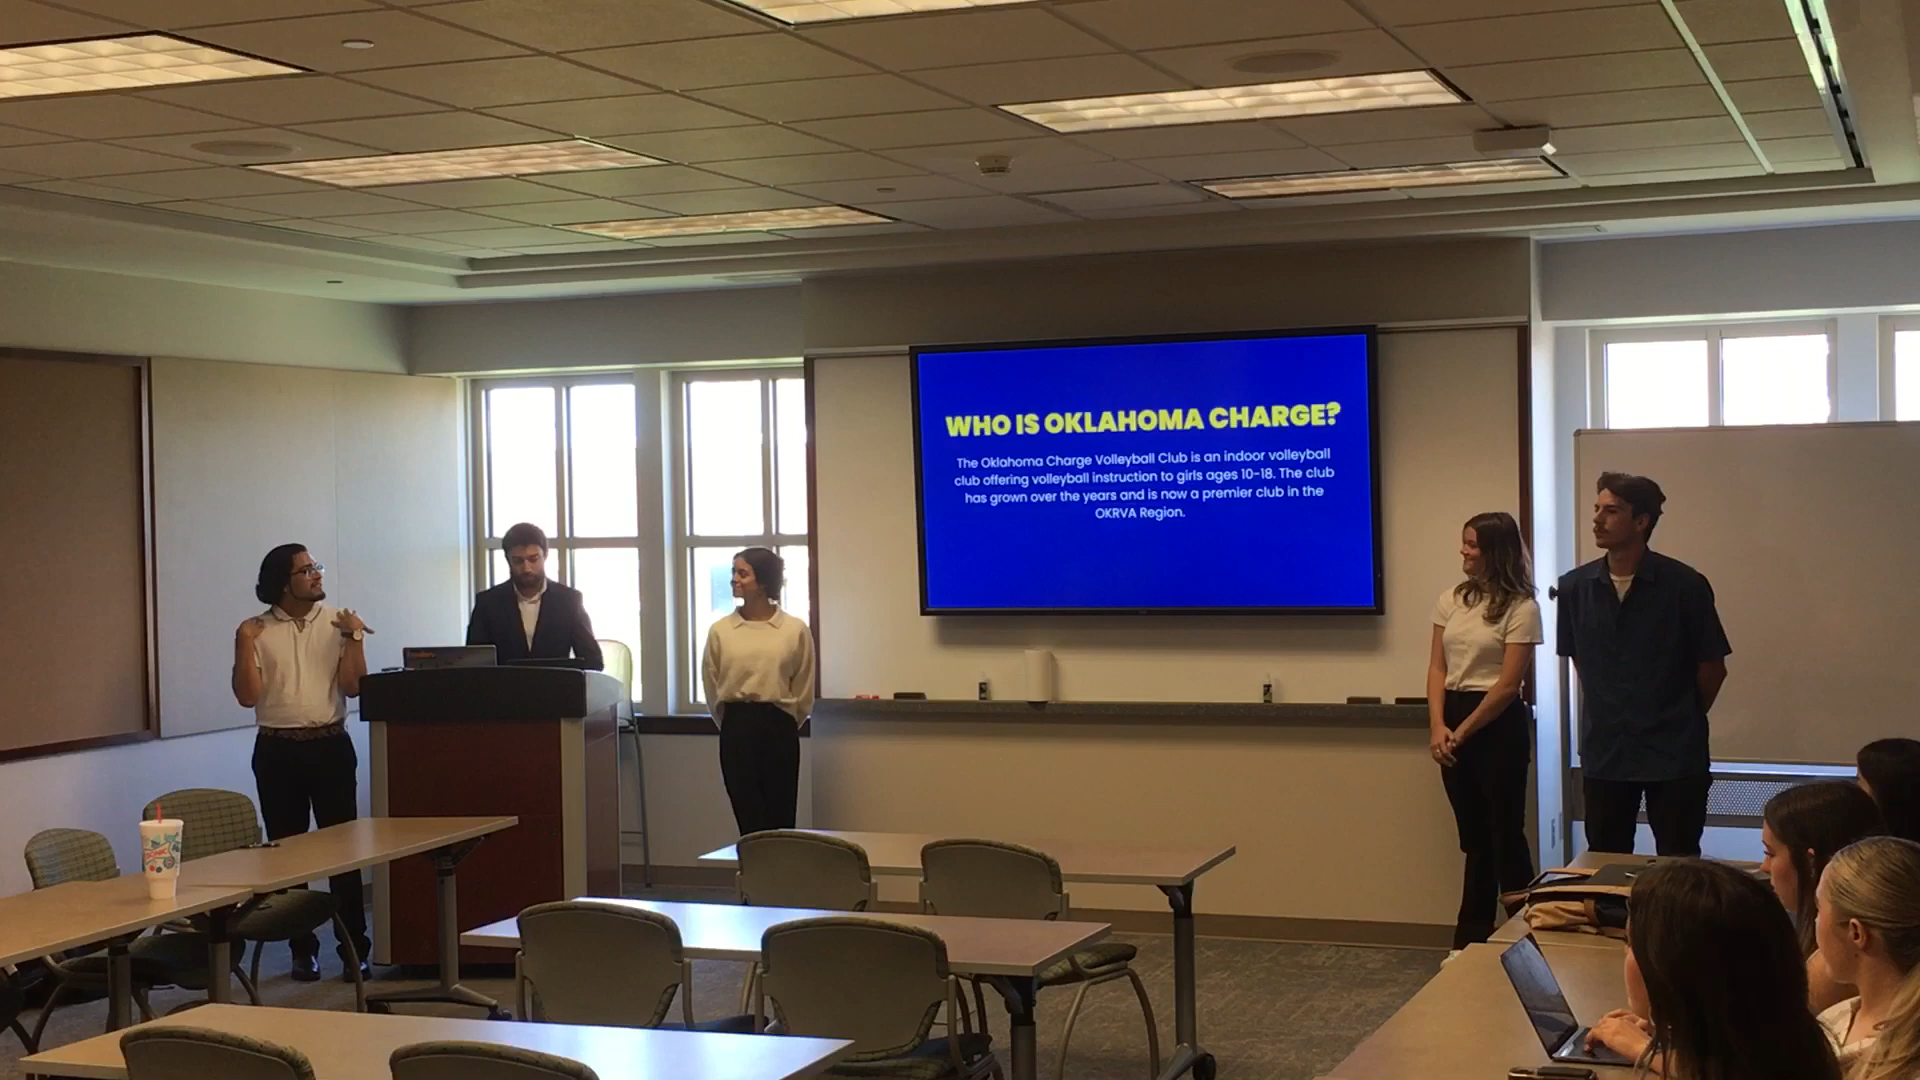 WHO IS OKLAHOMA CHARGE?
The Oklahoma Charge Volleyball Club is an indoor volleyball
club offering volleyball instruction to girls ages 10-18. The club
has grown over the years and is now a premier club in the
OKRVA Region.
SONIC